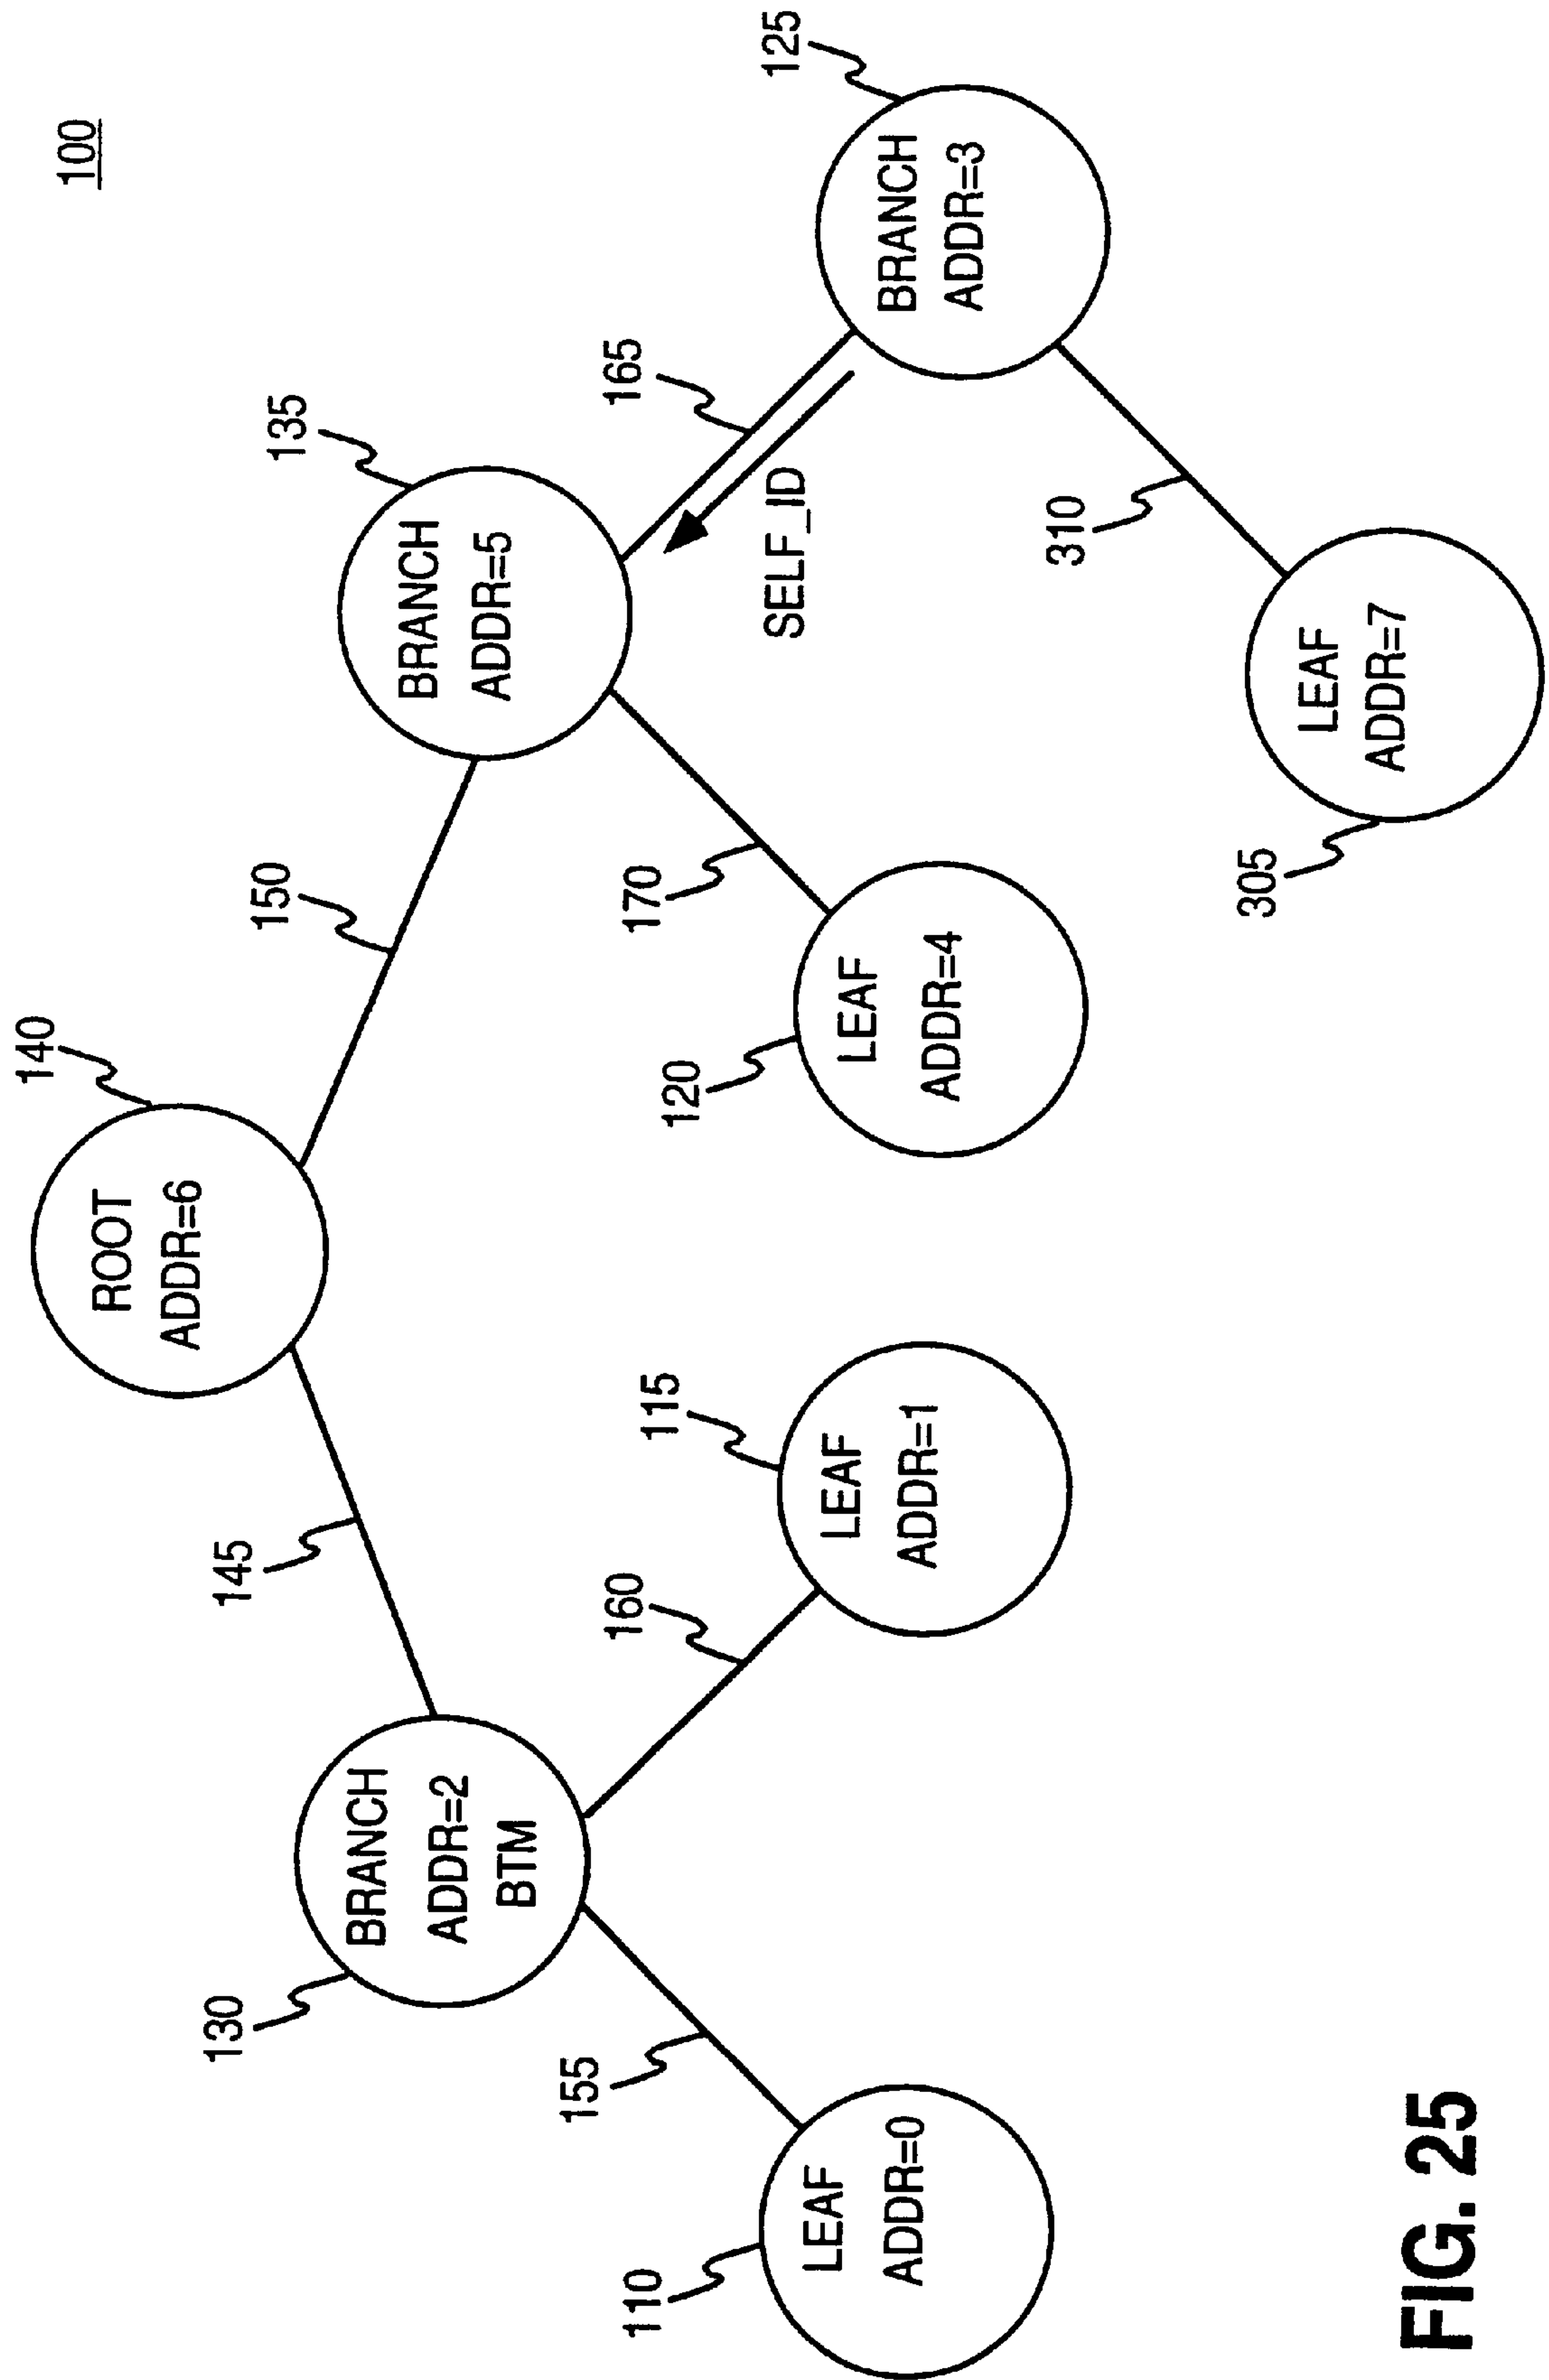 100
140
ROOT
ADDR=6
145
150
130
BRANCH
ADDR=2
BTM
135
BRANCH
ADDR=5
155
160
170
165
SELF_ID
110
LEAF
ADDR=0
115
LEAF
ADDR=1
120
LEAF
ADDR=4
125
BRANCH
ADDR=3
310
305
LEAF
ADDR=7
FIG. 25